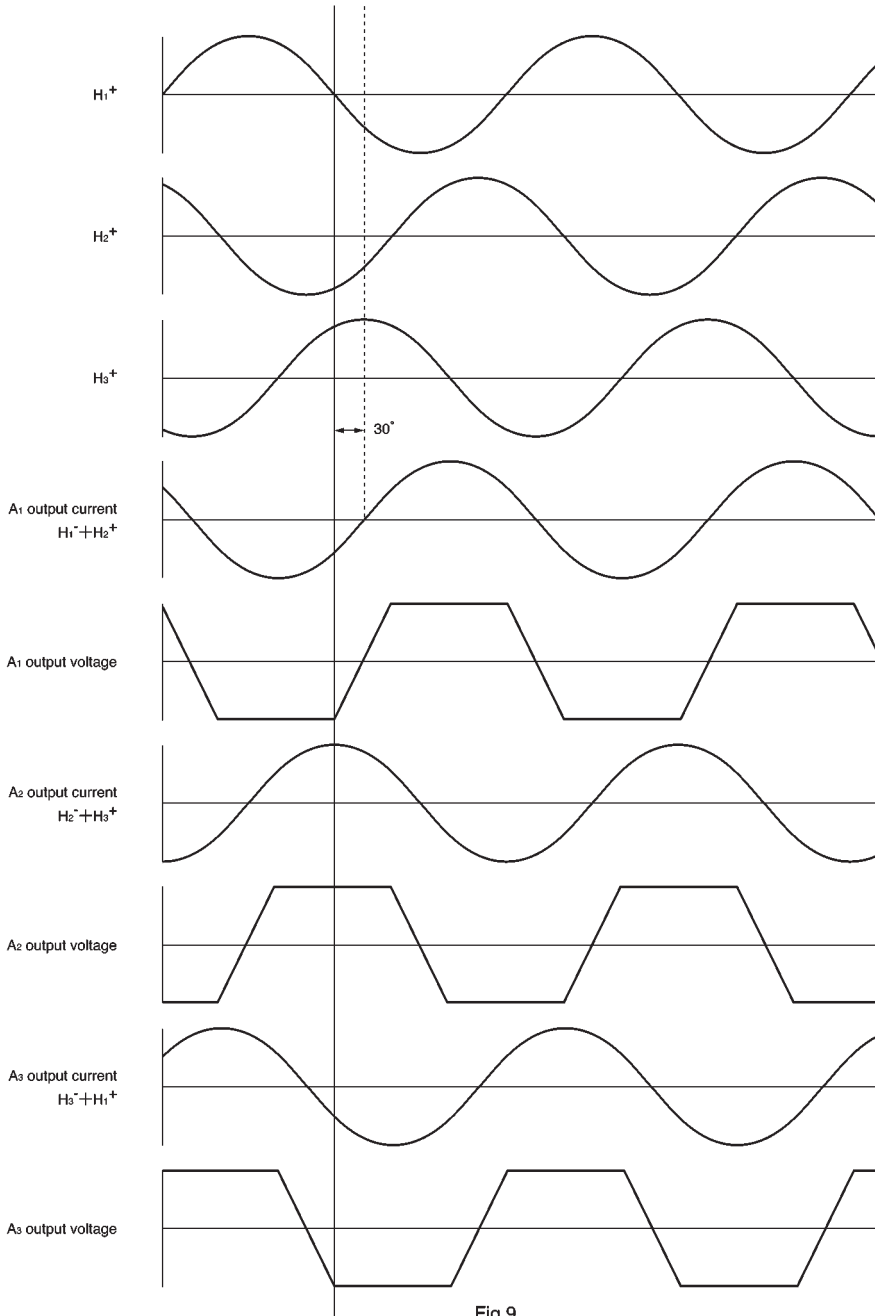 H₁⁺
H₂⁺
H₃⁺
30°
A₁ output current
H₁⁻+H₂⁺
A₁ output voltage
A₂ output current
H₂⁻+H₃⁺
A₂ output voltage
A₃ output current
H₃⁻+H₁⁺
A₃ output voltage
Fig.9